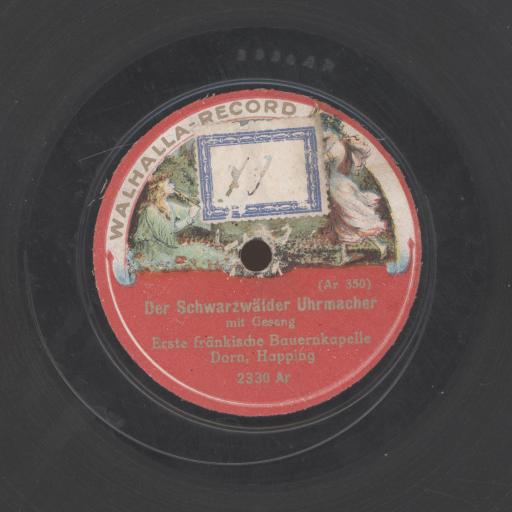 WALHALLA-RECORD
(Ar 350)
Der Schwarzwälder Uhrmacher
mit Gesang
Erste fränkische Bauernkapelle
Dorn, Happing
2330 Ar